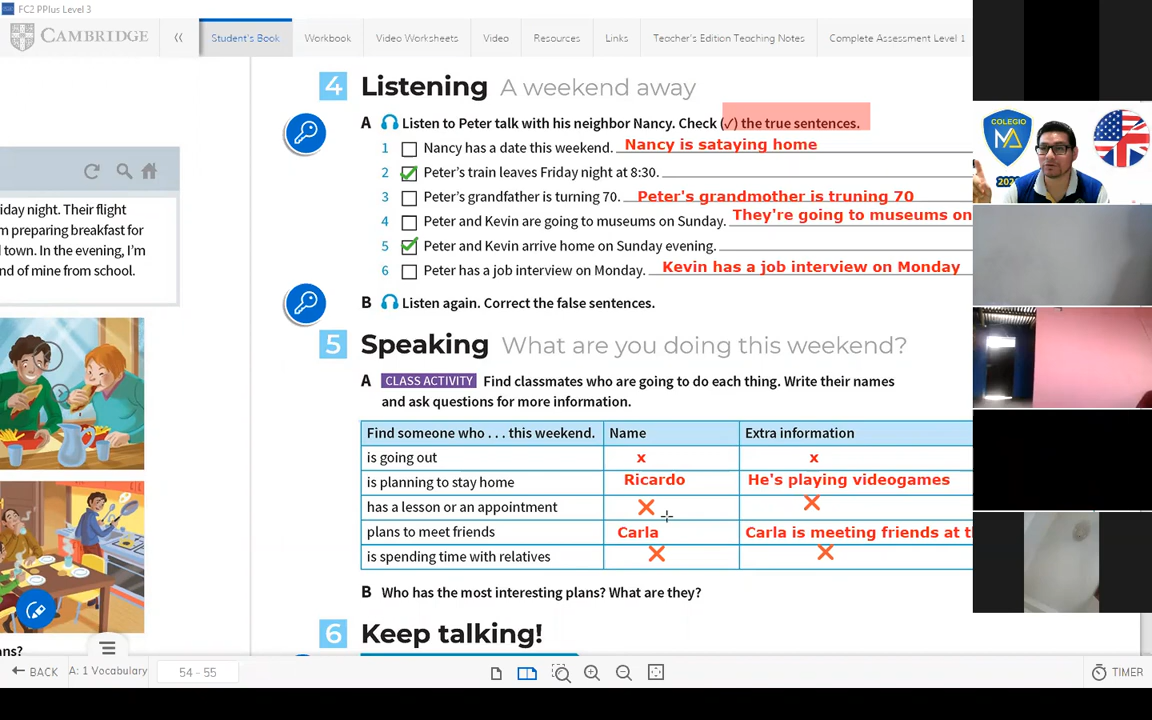 FC2 PPlus Level 3
CAMBRIDGE
Student's Book
Workbook
Video Worksheets
Video
Resources
Links
Teacher's Edition Teaching Notes
Complete Assessment Level 1
iday night. Their flight
m preparing breakfast for
l town. In the evening, I'm
nd of mine from school.
ans?
4 Listening A weekend away
A Listen to Peter talk with his neighbor Nancy. Check (✓) the true sentences.
1 Nancy has a date this weekend. Nancy is sataying home
2 Peter's train leaves Friday night at 8:30.
3 Peter's grandfather is turning 70. Peter's grandmother is truning 70
4 Peter and Kevin are going to museums on Sunday. They're going to museums on
5 Peter and Kevin arrive home on Sunday evening.
6 Peter has a job interview on Monday. Kevin has a job interview on Monday
B Listen again. Correct the false sentences.
5 Speaking What are you doing this weekend?
A CLASS ACTIVITY Find classmates who are going to do each thing. Write their names
and ask questions for more information.
Find someone who . . . this weekend. Name Extra information
is going out x x
is planning to stay home Ricardo He's playing videogames
has a lesson or an appointment
plans to meet friends Carla Carla is meeting friends at t
is spending time with relatives
B Who has the most interesting plans? What are they?
6 Keep talking!
COLEGIO
MA
BACK
A: 1 Vocabulary
54 - 55
TIMER